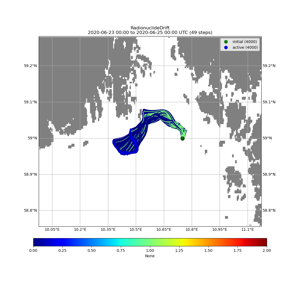 RadionuclideDrift
2020-06-23 00:00 to 2020-06-25 00:00 UTC (49 steps)
initial (4000)
active (4000)
59.2°N
59.2°N
59.1°N
59.1°N
59°N
59°N
58.9°N
58.9°N
58.8°N
58.8°N
10.05°E
10.2°E
10.35°E
10.5°E
10.65°E
10.8°E
10.95°E
11.1°E
0.00
0.25
0.50
0.75
1.00
1.25
1.50
1.75
2.00
None